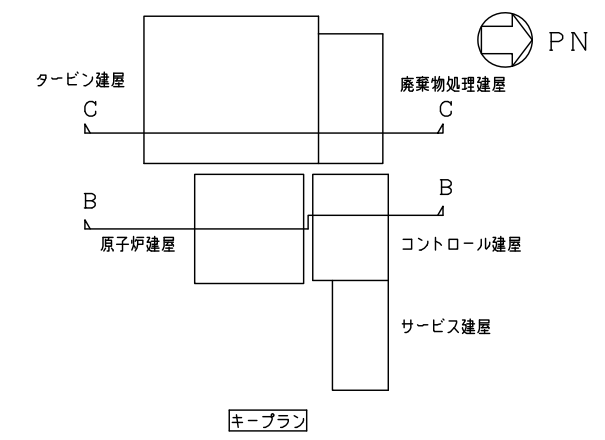 PN
タービン建屋
廃棄物処理建屋
C
C
B
B
原子炉建屋
コントロール建屋
サービス建屋
キープラン